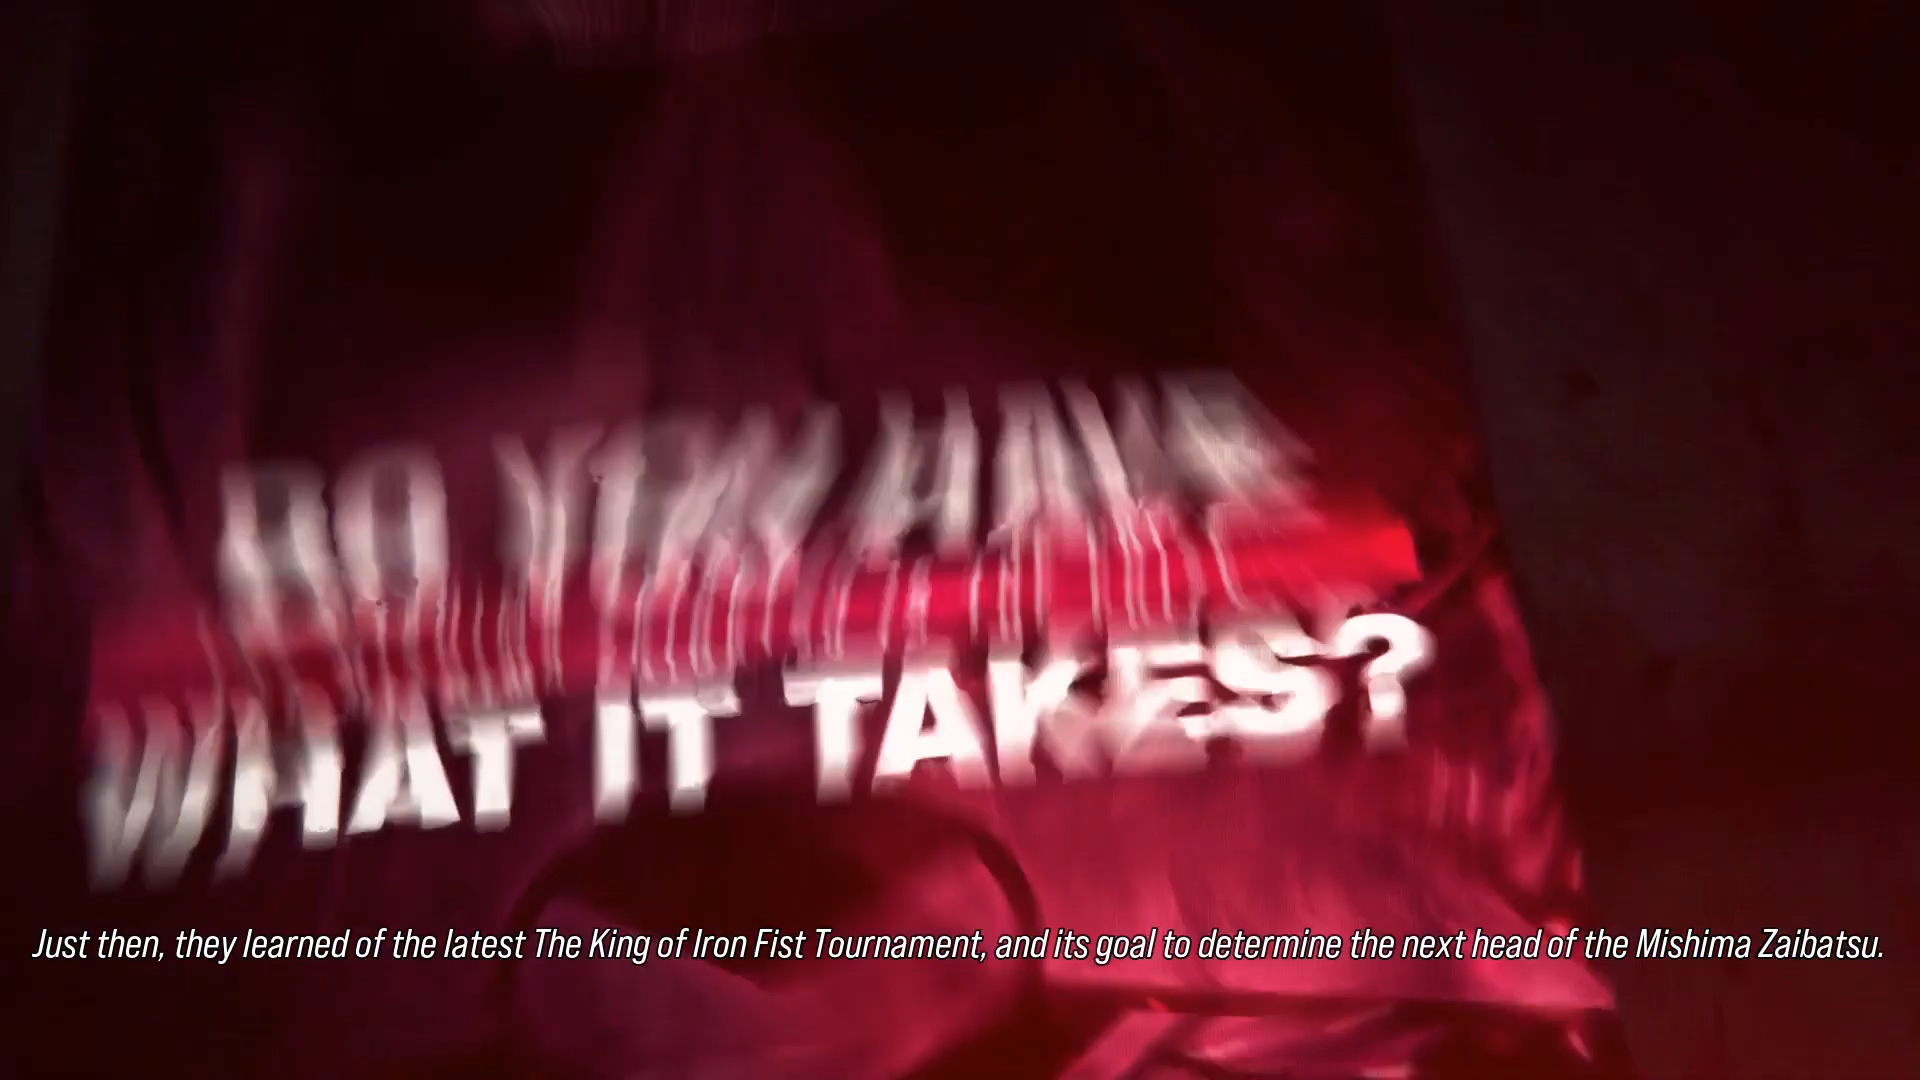 DO YOU HAVE
WHAT IT TAKES?
Just then, they learned of the latest The King of Iron Fist Tournament, and its goal to determine the next head of the Mishima Zaibatsu.